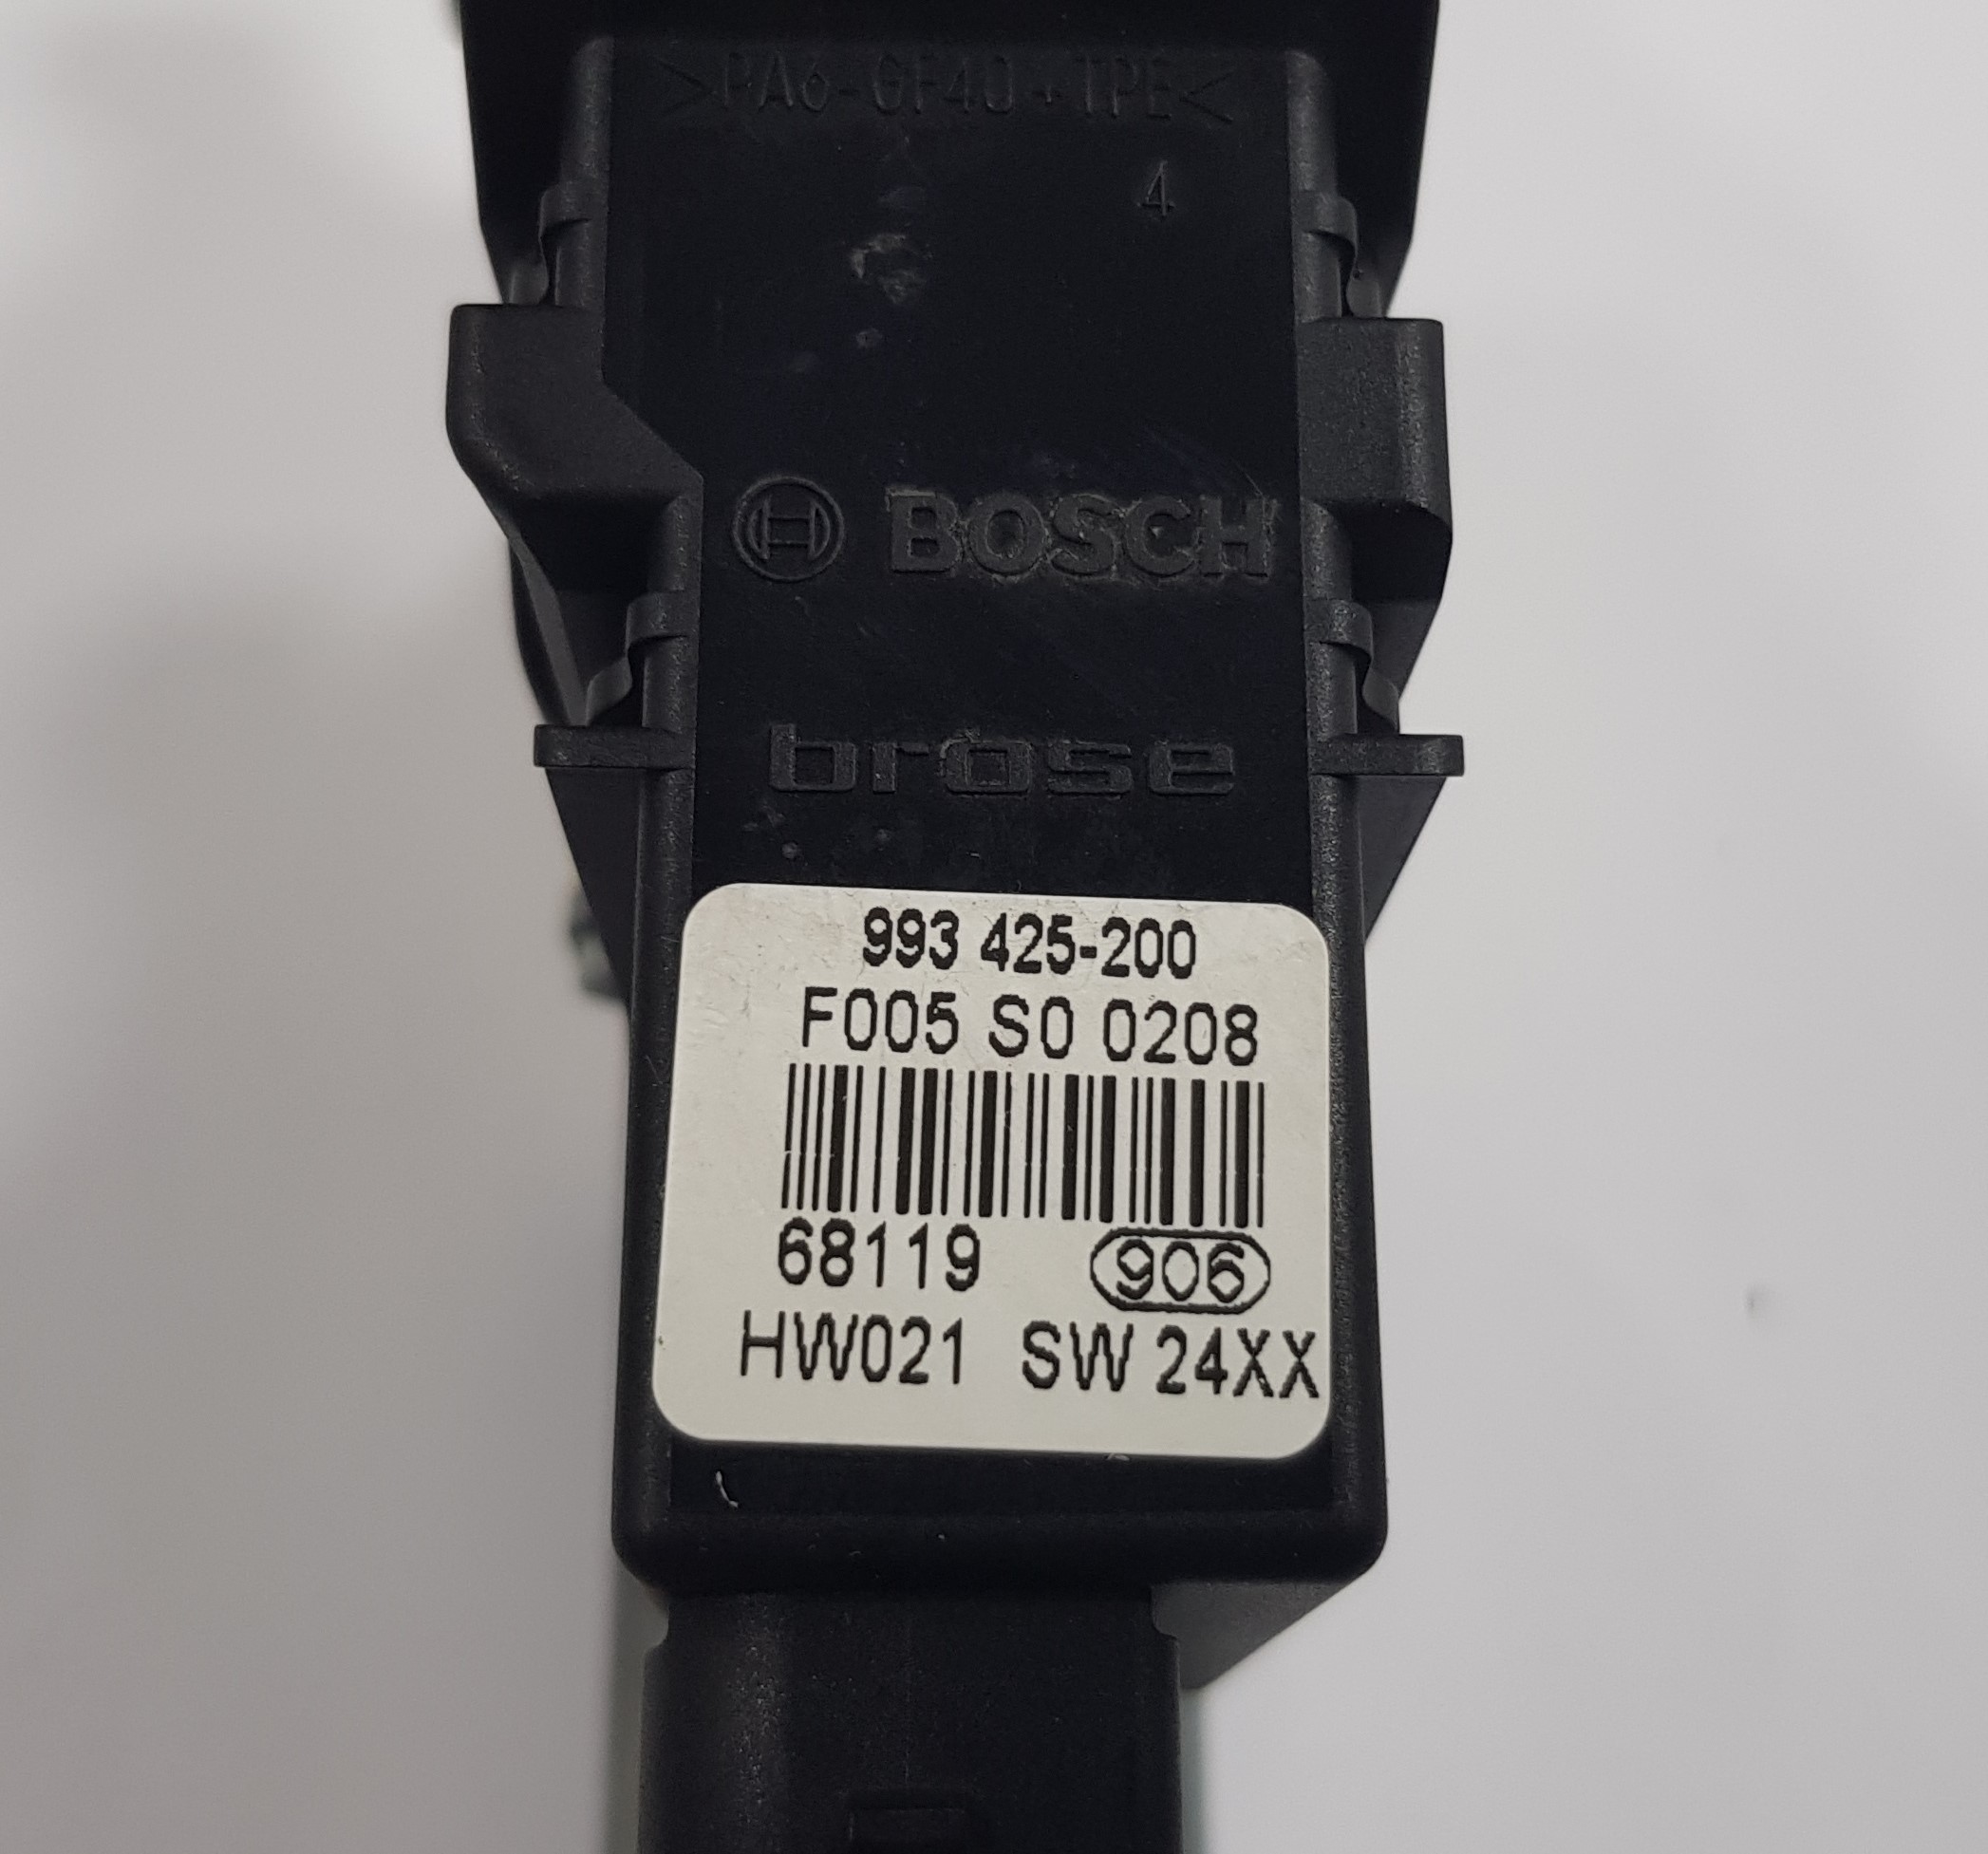 >PA6-GF40+TPE<
4
BOSCH
brose
993 425-200
F005 S0 0208
68119 906
HW021 SW 24XX